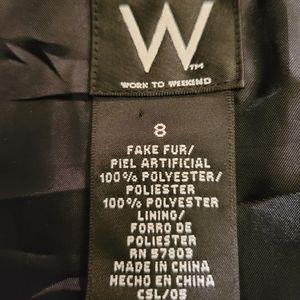 W™
WORK TO WEEKEND
8
FAKE FUR/
PIEL ARTIFICIAL
100% POLYESTER/
POLIESTER
100% POLYESTER
LINING/
FORRO DE
POLIESTER
RN 57803
MADE IN CHINA
HECHO EN CHINA
CSL/05